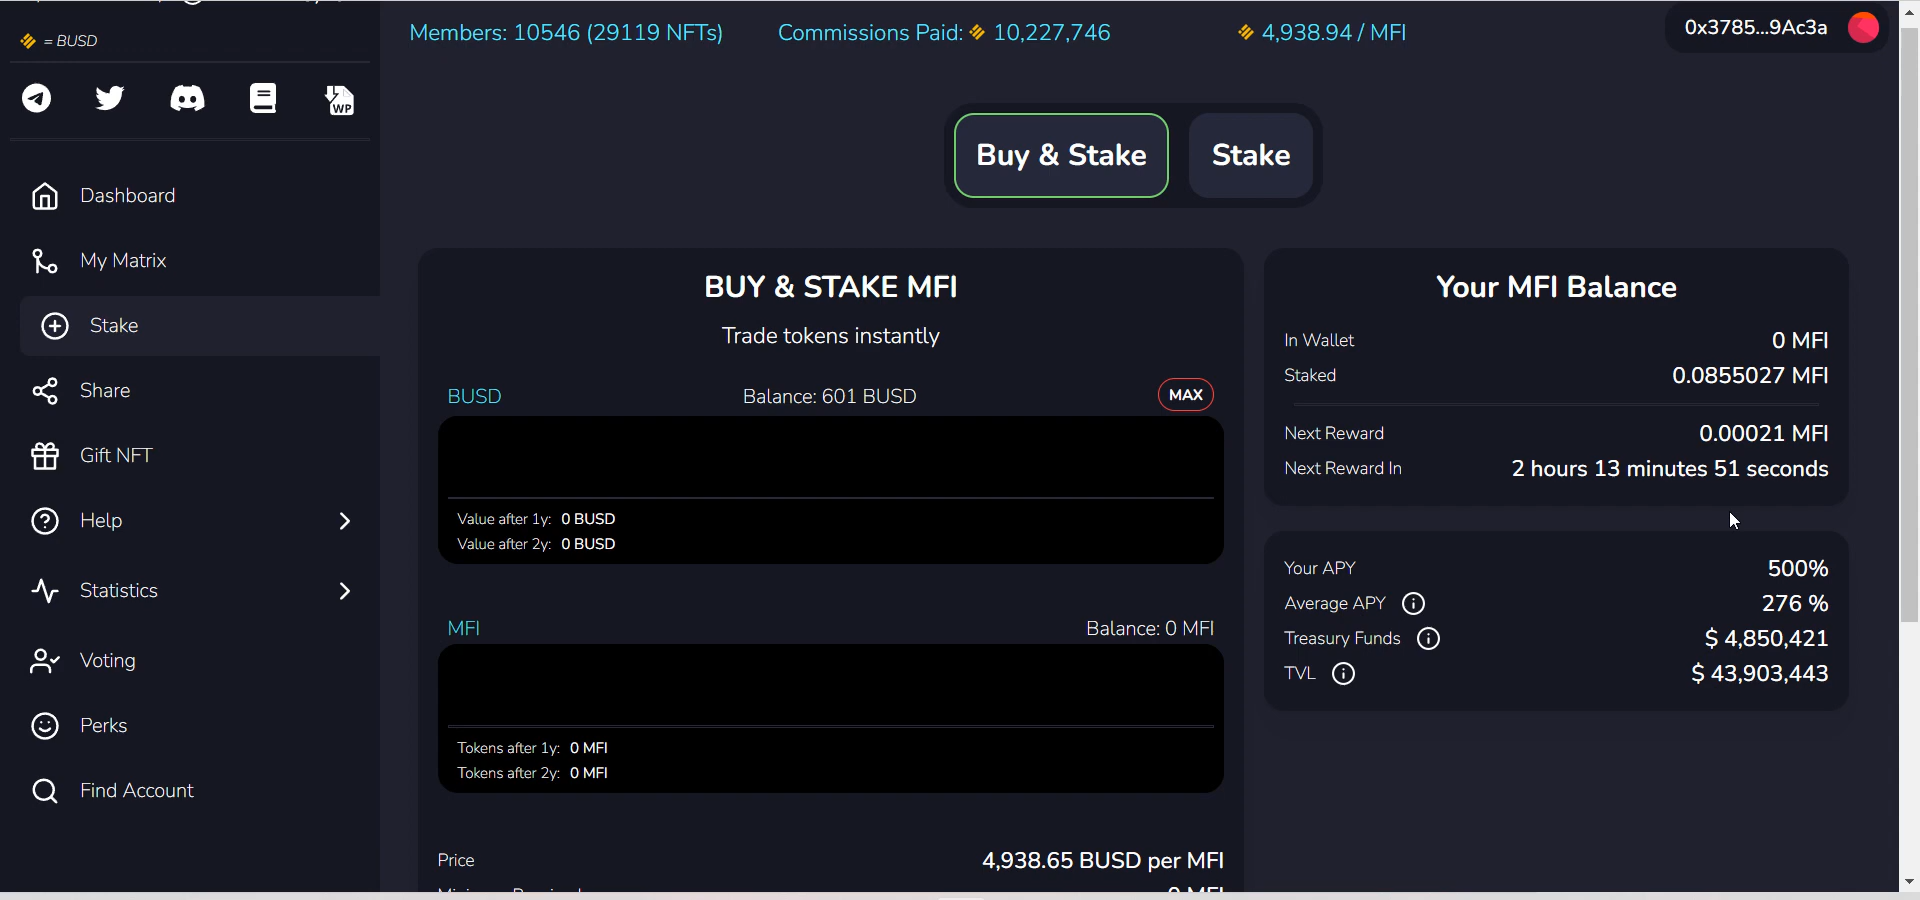 = BUSD
Members: 10546 (29119 NFTs)
Commissions Paid: 10,227,746
4,938.94 / MFI
0x3785...9Ac3a
WP
Dashboard
My Matrix
Stake
Share
Gift NFT
Help
Statistics
Voting
Perks
Find Account
Buy & Stake
Stake
BUY & STAKE MFI
Trade tokens instantly
BUSD
Balance: 601 BUSD
MAX
Value after 1y: 0 BUSD
Value after 2y: 0 BUSD
MFI
Balance: 0 MFI
Tokens after 1y: 0 MFI
Tokens after 2y: 0 MFI
Price
4,938.65 BUSD per MFI
Your MFI Balance
In Wallet
0 MFI
Staked
0.0855027 MFI
Next Reward
0.00021 MFI
Next Reward In
2 hours 13 minutes 51 seconds
Your APY
500%
Average APY
276 %
Treasury Funds
$ 4,850,421
TVL
$ 43,903,443